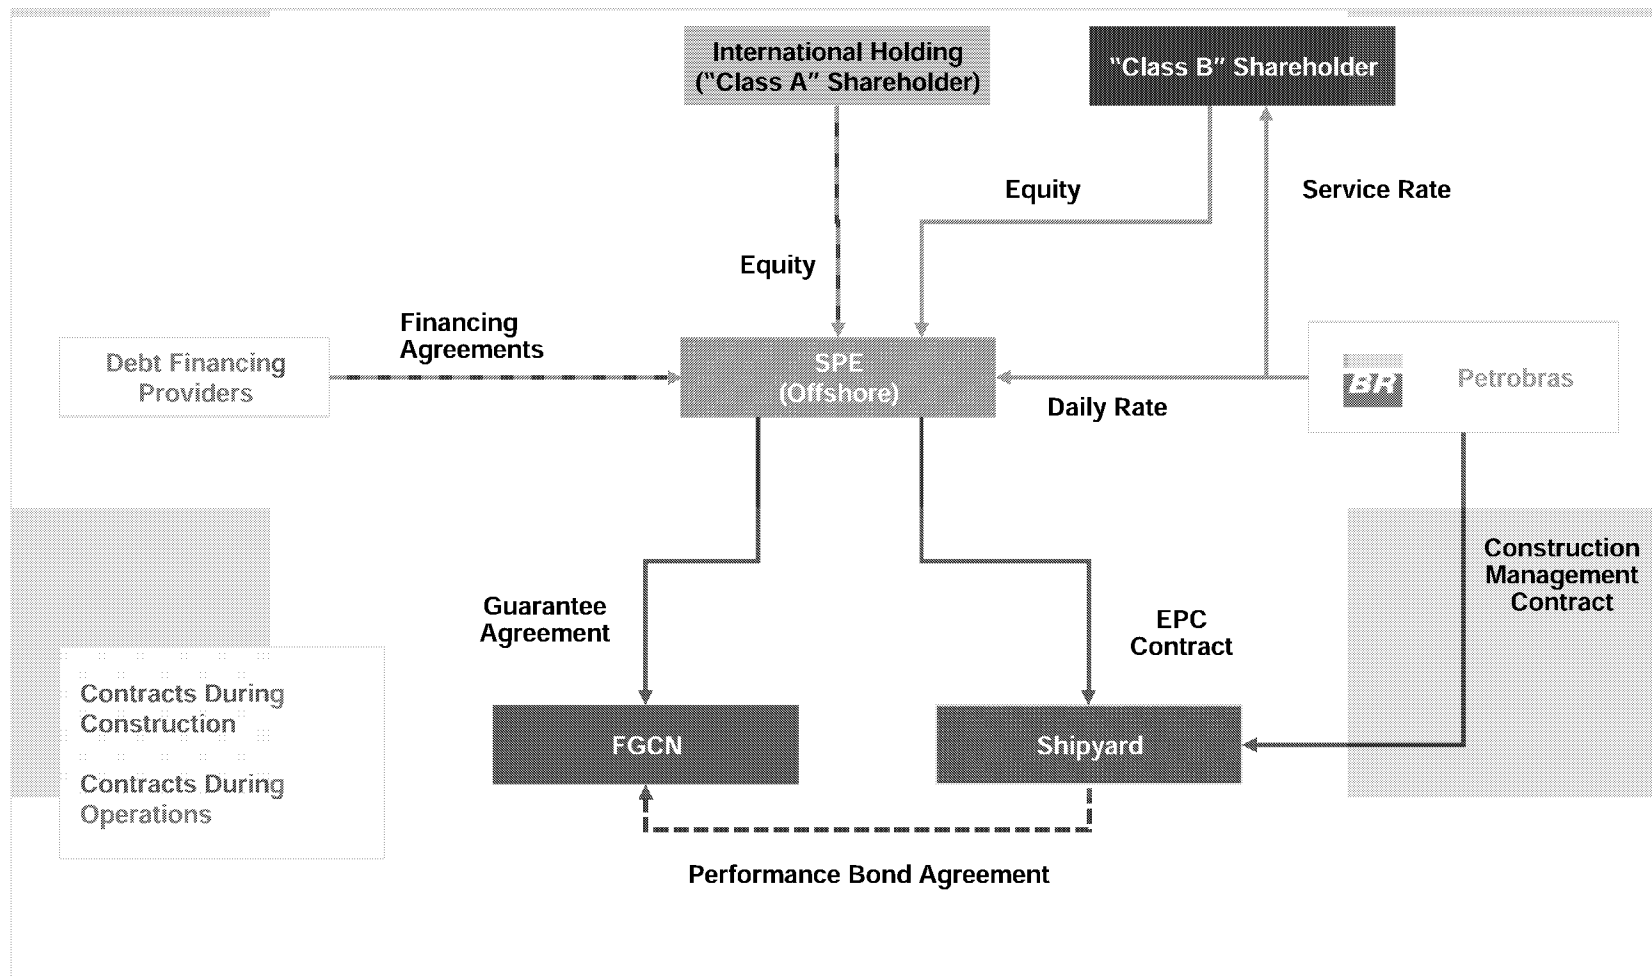 International Holding
(“Class A” Shareholder)
“Class B” Shareholder
Equity
Service Rate
Equity
Financing
Agreements
Debt Financing
Providers
SPE
(Offshore)
BR
Petrobras
Daily Rate
Construction
Management
Contract
Guarantee
Agreement
EPC
Contract
Contracts During
Construction
Contracts During
Operations
FGCN
Shipyard
Performance Bond Agreement